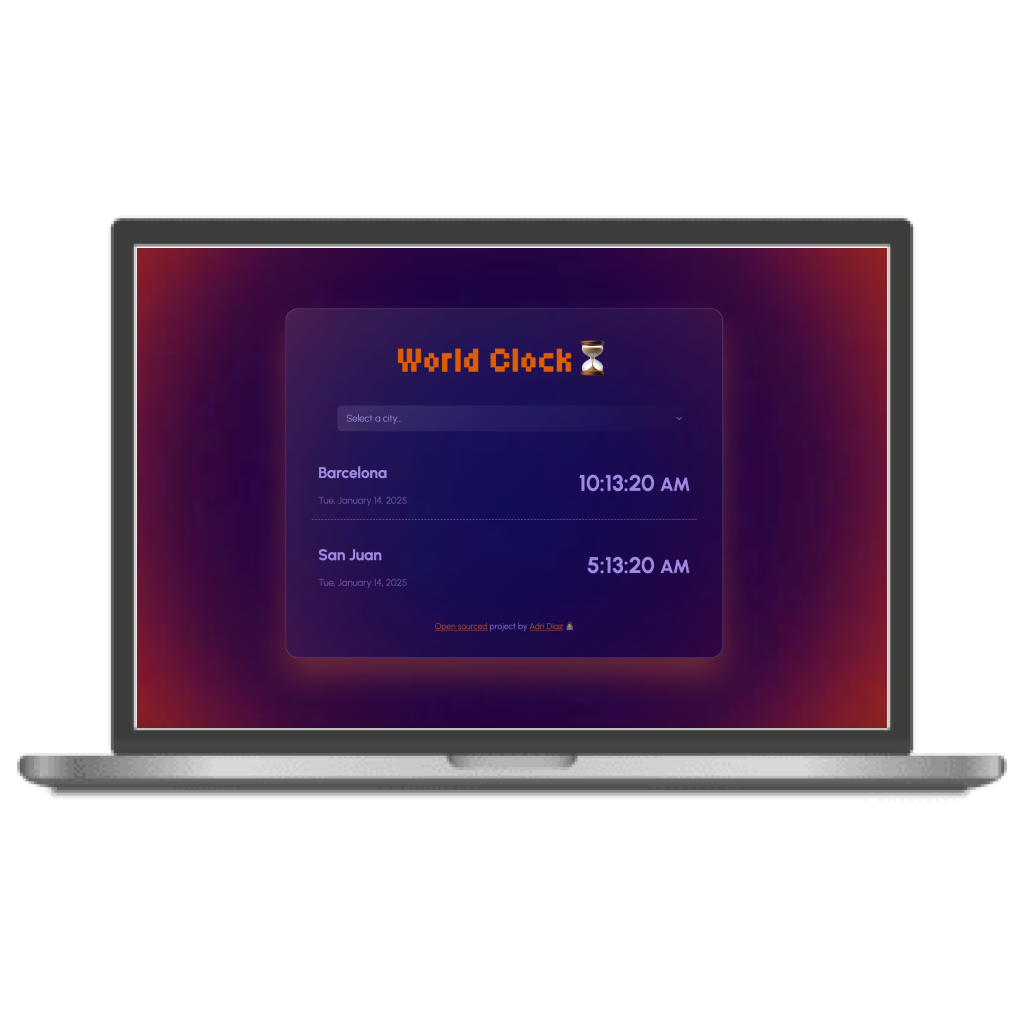 World Clock⏳
Select a city...
Barcelona
10:13:20 AM
Tue, January 14, 2025
San Juan
5:13:20 AM
Tue, January 14, 2025
Open sourced project by Adri Diaz